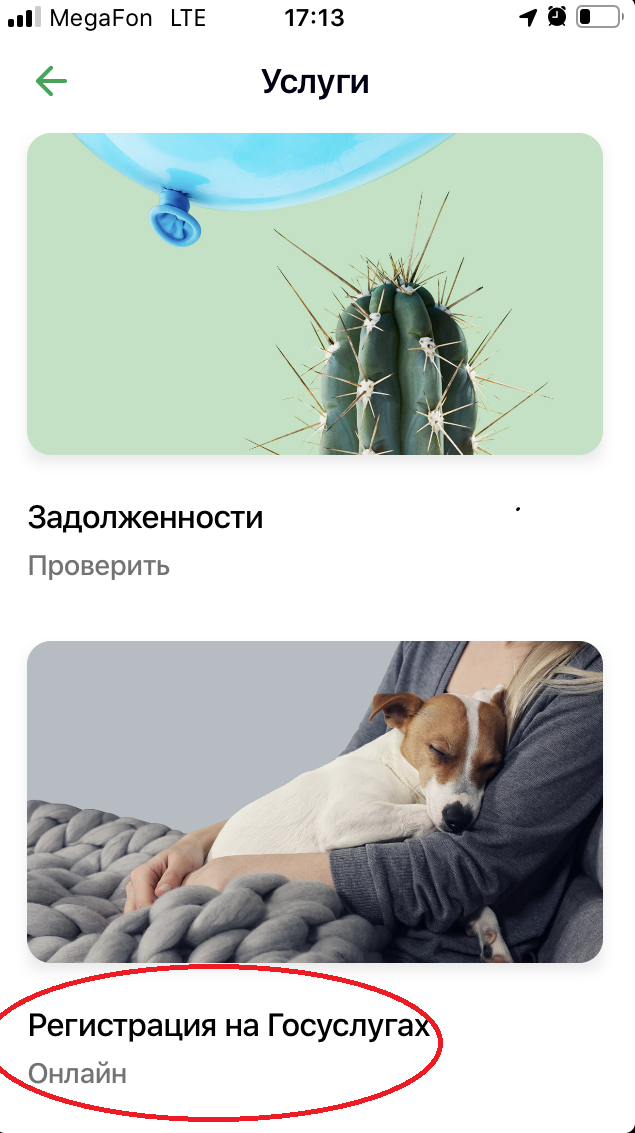 MegaFon LTE 17:13
Услуги
Задолженности
Проверить
Регистрация на Госуслугах
Онлайн